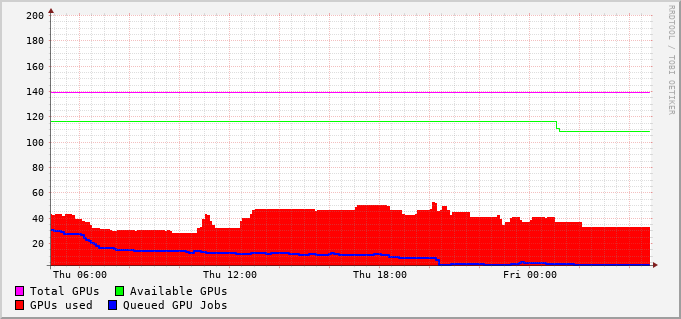 200
180
160
140
120
100
80
60
40
20
Thu 06:00 Thu 12:00 Thu 18:00 Fri 00:00
Total GPUs Available GPUs
GPUs used Queued GPU Jobs
RRDTOOL / TOBI OETIKER